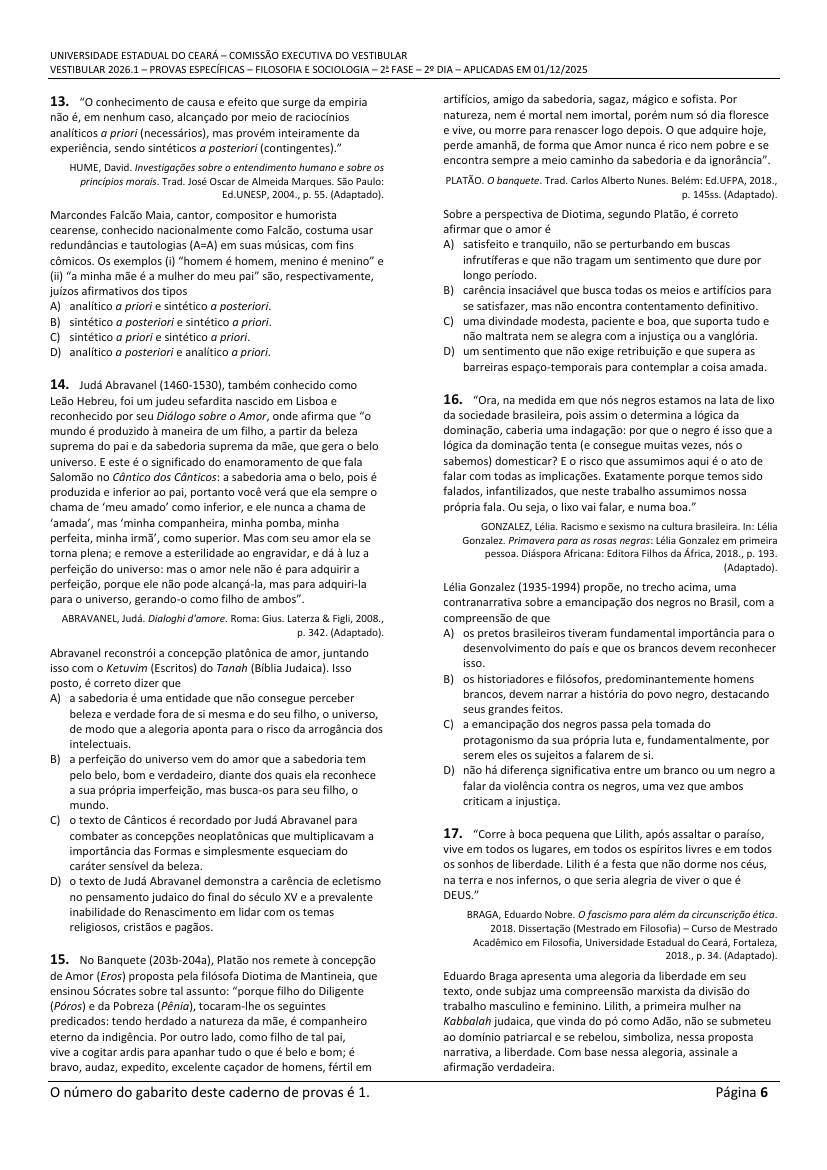 UNIVERSIDADE ESTADUAL DO CEARÁ – COMISSÃO EXECUTIVA DO VESTIBULAR
VESTIBULAR 2026.1 – PROVAS ESPECÍFICAS – FILOSOFIA E SOCIOLOGIA – 2ª FASE – 2º DIA – APLICADAS EM 01/12/2025
13. “O conhecimento de causa e efeito que surge da empiria
não é, em nenhum caso, alcançado por meio de raciocínios
analíticos a priori (necessários), mas provém inteiramente da
experiência, sendo sintéticos a posteriori (contingentes).”
HUME, David. Investigações sobre o entendimento humano e sobre os
princípios morais. Trad. José Oscar de Almeida Marques. São Paulo:
Ed.UNESP, 2004., p. 55. (Adaptado).
Marcondes Falcão Maia, cantor, compositor e humorista
cearense, conhecido nacionalmente como Falcão, costuma usar
redundâncias e tautologias (A=A) em suas músicas, com fins
cômicos. Os exemplos (i) “homem é homem, menino é menino” e
(ii) “a minha mãe é a mulher do meu pai” são, respectivamente,
juízos afirmativos dos tipos
A) analítico a priori e sintético a posteriori.
B) sintético a posteriori e sintético a priori.
C) sintético a priori e sintético a priori.
D) analítico a posteriori e analítico a priori.
14. Judá Abravanel (1460-1530), também conhecido como
Leão Hebreu, foi um judeu sefardita nascido em Lisboa e
reconhecido por seu Diálogo sobre o Amor, onde afirma que “o
mundo é produzido à maneira de um filho, a partir da beleza
suprema do pai e da sabedoria suprema da mãe, que gera o belo
universo. E este é o significado do enamoramento de que fala
Salomão no Cântico dos Cânticos: a sabedoria ama o belo, pois é
produzida e inferior ao pai, portanto você verá que ela sempre o
chama de ‘meu amado’ como inferior, e ele nunca a chama de
‘amada’, mas ‘minha companheira, minha pomba, minha
perfeita, minha irmã’, como superior. Mas com seu amor ela se
torna plena; e remove a esterilidade ao engravidar, e dá à luz a
perfeição do universo: mas o amor nele não é para adquirir a
perfeição, porque ele não pode alcançá-la, mas para adquiri-la
para o universo, gerando-o como filho de ambos”.
ABRAVANEL, Judá. Dialoghi d'amore. Roma: Gius. Laterza & Figli, 2008.,
p. 342. (Adaptado).
Abravanel reconstrói a concepção platônica de amor, juntando
isso com o Ketuvim (Escritos) do Tanah (Bíblia Judaica). Isso
posto, é correto dizer que
A) a sabedoria é uma entidade que não consegue perceber
beleza e verdade fora de si mesma e do seu filho, o universo,
de modo que a alegoria aponta para o risco da arrogância dos
intelectuais.
B) a perfeição do universo vem do amor que a sabedoria tem
pelo belo, bom e verdadeiro, diante dos quais ela reconhece
a sua própria imperfeição, mas busca-os para seu filho, o
mundo.
C) o texto de Cânticos é recordado por Judá Abravanel para
combater as concepções neoplatônicas que multiplicavam a
importância das Formas e simplesmente esqueciam do
caráter sensível da beleza.
D) o texto de Judá Abravanel demonstra a carência de ecletismo
no pensamento judaico do final do século XV e a prevalente
inabilidade do Renascimento em lidar com os temas
religiosos, cristãos e pagãos.
15. No Banquete (203b-204a), Platão nos remete à concepção
de Amor (Eros) proposta pela filósofa Diotima de Mantineia, que
ensinou Sócrates sobre tal assunto: “porque filho do Diligente
(Póros) e da Pobreza (Pênia), tocaram-lhe os seguintes
predicados: tendo herdado a natureza da mãe, é companheiro
eterno da indigência. Por outro lado, como filho de tal pai,
vive a cogitar ardis para apanhar tudo o que é belo e bom; é
bravo, audaz, expedito, excelente caçador de homens, fértil em
artifícios, amigo da sabedoria, sagaz, mágico e sofista. Por
natureza, nem é mortal nem imortal, porém num só dia floresce
e vive, ou morre para renascer logo depois. O que adquire hoje,
perde amanhã, de forma que Amor nunca é rico nem pobre e se
encontra sempre a meio caminho da sabedoria e da ignorância”.
PLATÃO. O banquete. Trad. Carlos Alberto Nunes. Belém: Ed.UFPA, 2018.,
p. 145ss. (Adaptado).
Sobre a perspectiva de Diotima, segundo Platão, é correto
afirmar que o amor é
A) satisfeito e tranquilo, não se perturbando em buscas
infrutíferas e que não tragam um sentimento que dure por
longo período.
B) carência insaciável que busca todas os meios e artifícios para
se satisfazer, mas não encontra contentamento definitivo.
C) uma divindade modesta, paciente e boa, que suporta tudo e
não maltrata nem se alegra com a injustiça ou a vanglória.
D) um sentimento que não exige retribuição e que supera as
barreiras espaço-temporais para contemplar a coisa amada.
16. “Ora, na medida em que nós negros estamos na lata de lixo
da sociedade brasileira, pois assim o determina a lógica da
dominação, caberia uma indagação: por que o negro é isso que a
lógica da dominação tenta (e consegue muitas vezes, nós o
sabemos) domesticar? E o risco que assumimos aqui é o ato de
falar com todas as implicações. Exatamente porque temos sido
falados, infantilizados, que neste trabalho assumimos nossa
própria fala. Ou seja, o lixo vai falar, e numa boa.”
GONZALEZ, Lélia. Racismo e sexismo na cultura brasileira. In: Lélia
Gonzalez. Primavera para as rosas negras: Lélia Gonzalez em primeira
pessoa. Diáspora Africana: Editora Filhos da África, 2018., p. 193.
(Adaptado).
Lélia Gonzalez (1935-1994) propõe, no trecho acima, uma
contranarrativa sobre a emancipação dos negros no Brasil, com a
compreensão de que
A) os pretos brasileiros tiveram fundamental importância para o
desenvolvimento do país e que os brancos devem reconhecer
isso.
B) os historiadores e filósofos, predominantemente homens
brancos, devem narrar a história do povo negro, destacando
seus grandes feitos.
C) a emancipação dos negros passa pela tomada do
protagonismo da sua própria luta e, fundamentalmente, por
serem eles os sujeitos a falarem de si.
D) não há diferença significativa entre um branco ou um negro a
falar da violência contra os negros, uma vez que ambos
criticam a injustiça.
17. “Corre à boca pequena que Lilith, após assaltar o paraíso,
vive em todos os lugares, em todos os espíritos livres e em todos
os sonhos de liberdade. Lilith é a festa que não dorme nos céus,
na terra e nos infernos, o que seria alegria de viver o que é
DEUS.”
BRAGA, Eduardo Nobre. O fascismo para além da circunscrição ética.
2018. Dissertação (Mestrado em Filosofia) – Curso de Mestrado
Acadêmico em Filosofia, Universidade Estadual do Ceará, Fortaleza,
2018., p. 34. (Adaptado).
Eduardo Braga apresenta uma alegoria da liberdade em seu
texto, onde subjaz uma compreensão marxista da divisão do
trabalho masculino e feminino. Lilith, a primeira mulher na
Kabbalah judaica, que vinda do pó como Adão, não se submeteu
ao domínio patriarcal e se rebelou, simboliza, nessa proposta
narrativa, a liberdade. Com base nessa alegoria, assinale a
afirmação verdadeira.
O número do gabarito deste caderno de provas é 1.
Página 6